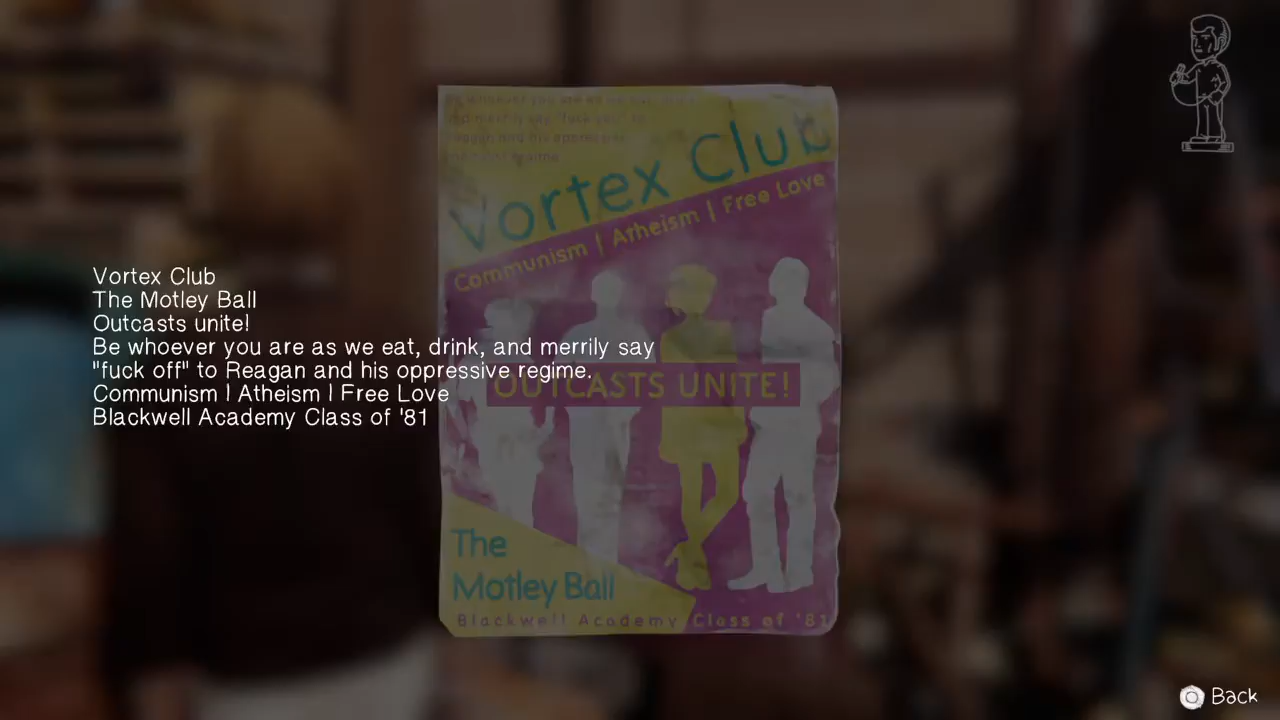 Vortex Club
The Motley Ball
Outcasts unite!
Be whoever you are as we eat, drink, and merrily say
"fuck off" to Reagan and his oppressive regime.
Communism | Atheism | Free Love
Blackwell Academy Class of '81
Vortex Club
Communism | Atheism | Free Love
OUTCASTS UNITE!
The
Motley Ball
Blackwell Academy Class of '81
Back